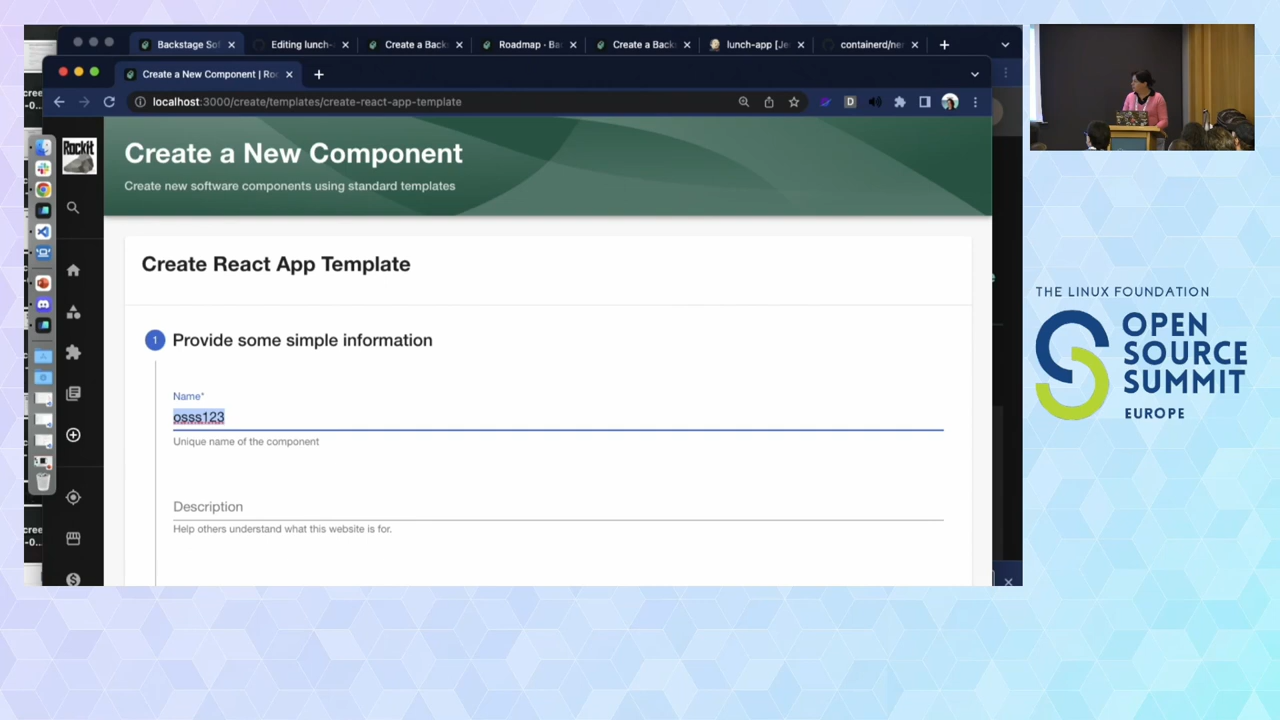 Backstage So
Editing lunch-
Create a Back
Roadmap · Ba
Create a Back
lunch-app [Je
containerd/ner
Create a New Component | Ro
localhost:3000/create/templates/create-react-app-template
RockIt
Create a New Component
Create new software components using standard templates
Create React App Template
1 Provide some simple information
Name*
osss123
Unique name of the component
Description
Help others understand what this website is for.
THE LINUX FOUNDATION
OPEN
SOURCE
SUMMIT
EUROPE